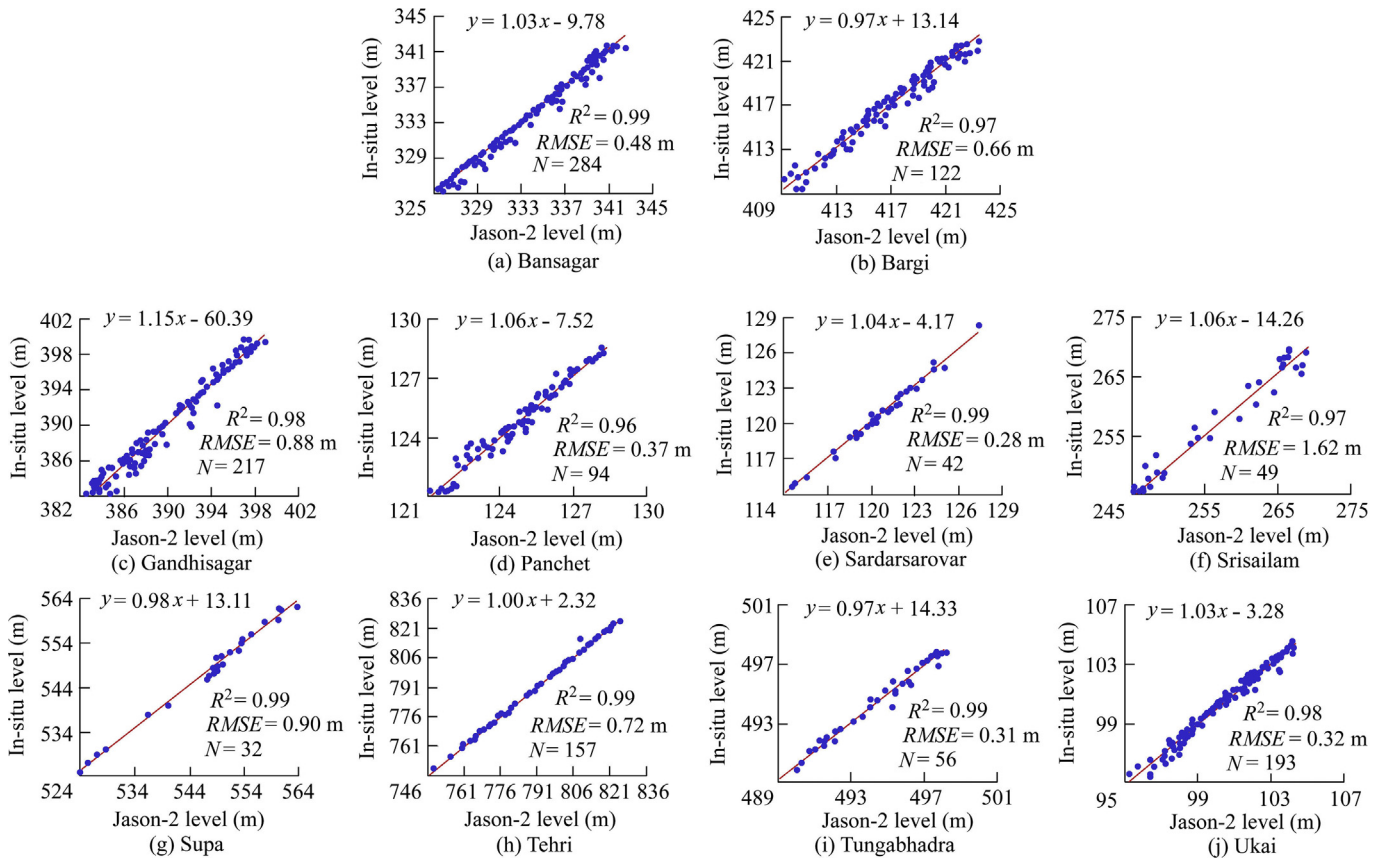 y = 1.03x - 9.78
In-situ level (m)
345
341
337
333
329
325
R² = 0.99
RMSE = 0.48 m
N = 284
329 333 337 341 345
Jason-2 level (m)
(a) Bansagar
y = 0.97x + 13.14
In-situ level (m)
425
421
417
413
409
R² = 0.97
RMSE = 0.66 m
N = 122
413 417 421 425
Jason-2 level (m)
(b) Bargi
y = 1.15x - 60.39
In-situ level (m)
402
398
394
390
386
382
R² = 0.98
RMSE = 0.88 m
N = 217
386 390 394 398 402
Jason-2 level (m)
(c) Gandhisagar
y = 1.06x - 7.52
In-situ level (m)
130
127
124
121
R² = 0.96
RMSE = 0.37 m
N = 94
124 127 130
Jason-2 level (m)
(d) Panchet
y = 1.04x - 4.17
In-situ level (m)
129
126
123
120
117
114
R² = 0.99
RMSE = 0.28 m
N = 42
117 120 123 126 129
Jason-2 level (m)
(e) Sardarsarovar
y = 1.06x - 14.26
In-situ level (m)
275
265
255
245
R² = 0.97
RMSE = 1.62 m
N = 49
255 265 275
Jason-2 level (m)
(f) Srisailam
y = 0.98x + 13.11
In-situ level (m)
564
554
544
534
524
R² = 0.99
RMSE = 0.90 m
N = 32
534 544 554 564
Jason-2 level (m)
(g) Supa
y = 1.00x + 2.32
In-situ level (m)
836
821
806
791
776
761
746
R² = 0.99
RMSE = 0.72 m
N = 157
761 776 791 806 821 836
Jason-2 level (m)
(h) Tehri
y = 0.97x + 14.33
In-situ level (m)
501
497
493
489
R² = 0.99
RMSE = 0.31 m
N = 56
493 497 501
Jason-2 level (m)
(i) Tungabhadra
y = 1.03x - 3.28
In-situ level (m)
107
103
99
95
R² = 0.98
RMSE = 0.32 m
N = 193
99 103 107
Jason-2 level (m)
(j) Ukai